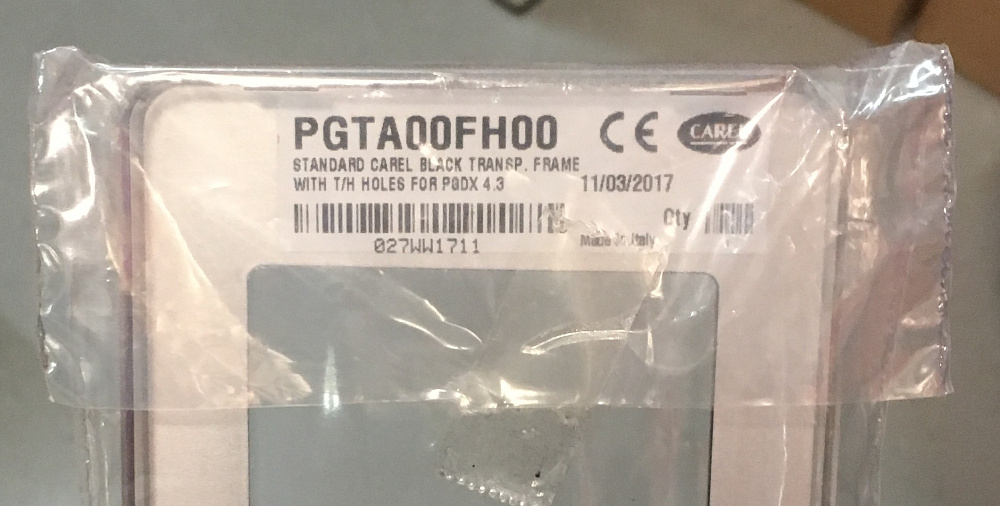 PGTA00FH00 CE CAREL
STANDARD CAREL BLACK TRANSP. FRAME
WITH T/H HOLES FOR PGDX 4.3 11/03/2017
Qty
Made in Italy
027WW1711